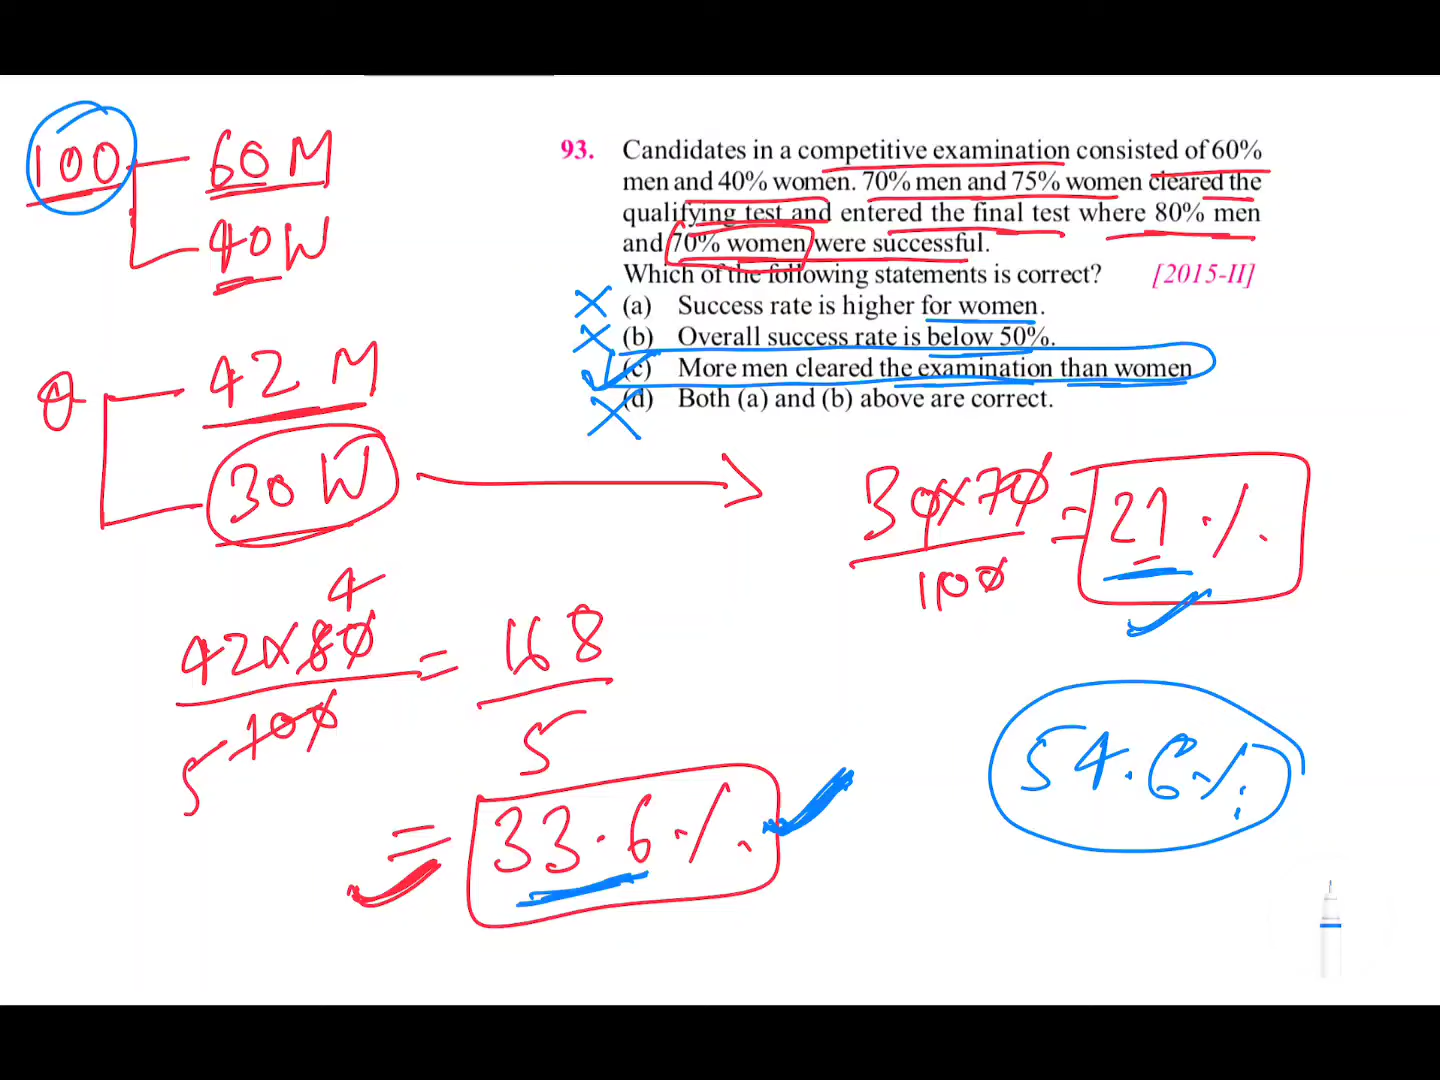 100
60 M
40 W
93. Candidates in a competitive examination consisted of 60%
men and 40% women. 70% men and 75% women cleared the
qualifying test and entered the final test where 80% men
and 70% women were successful.
Which of the following statements is correct? [2015-II]
(a) Success rate is higher for women.
(b) Overall success rate is below 50%.
(c) More men cleared the examination than women
(d) Both (a) and (b) above are correct.
42 M
30 W
30×70
100
= 21 %
4
42×80
5 100
= 168
5
= 33.6 %
54.6 %